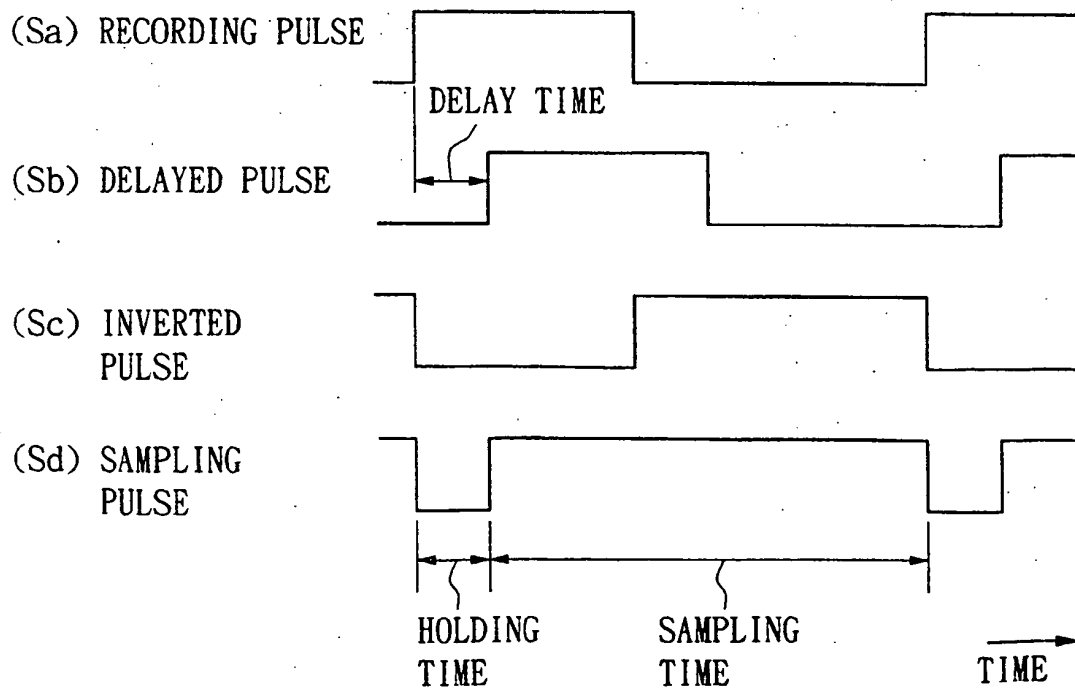 (Sa) RECORDING PULSE
DELAY TIME
(Sb) DELAYED PULSE
(Sc) INVERTED
PULSE
(Sd) SAMPLING
PULSE
HOLDING
TIME
SAMPLING
TIME
TIME